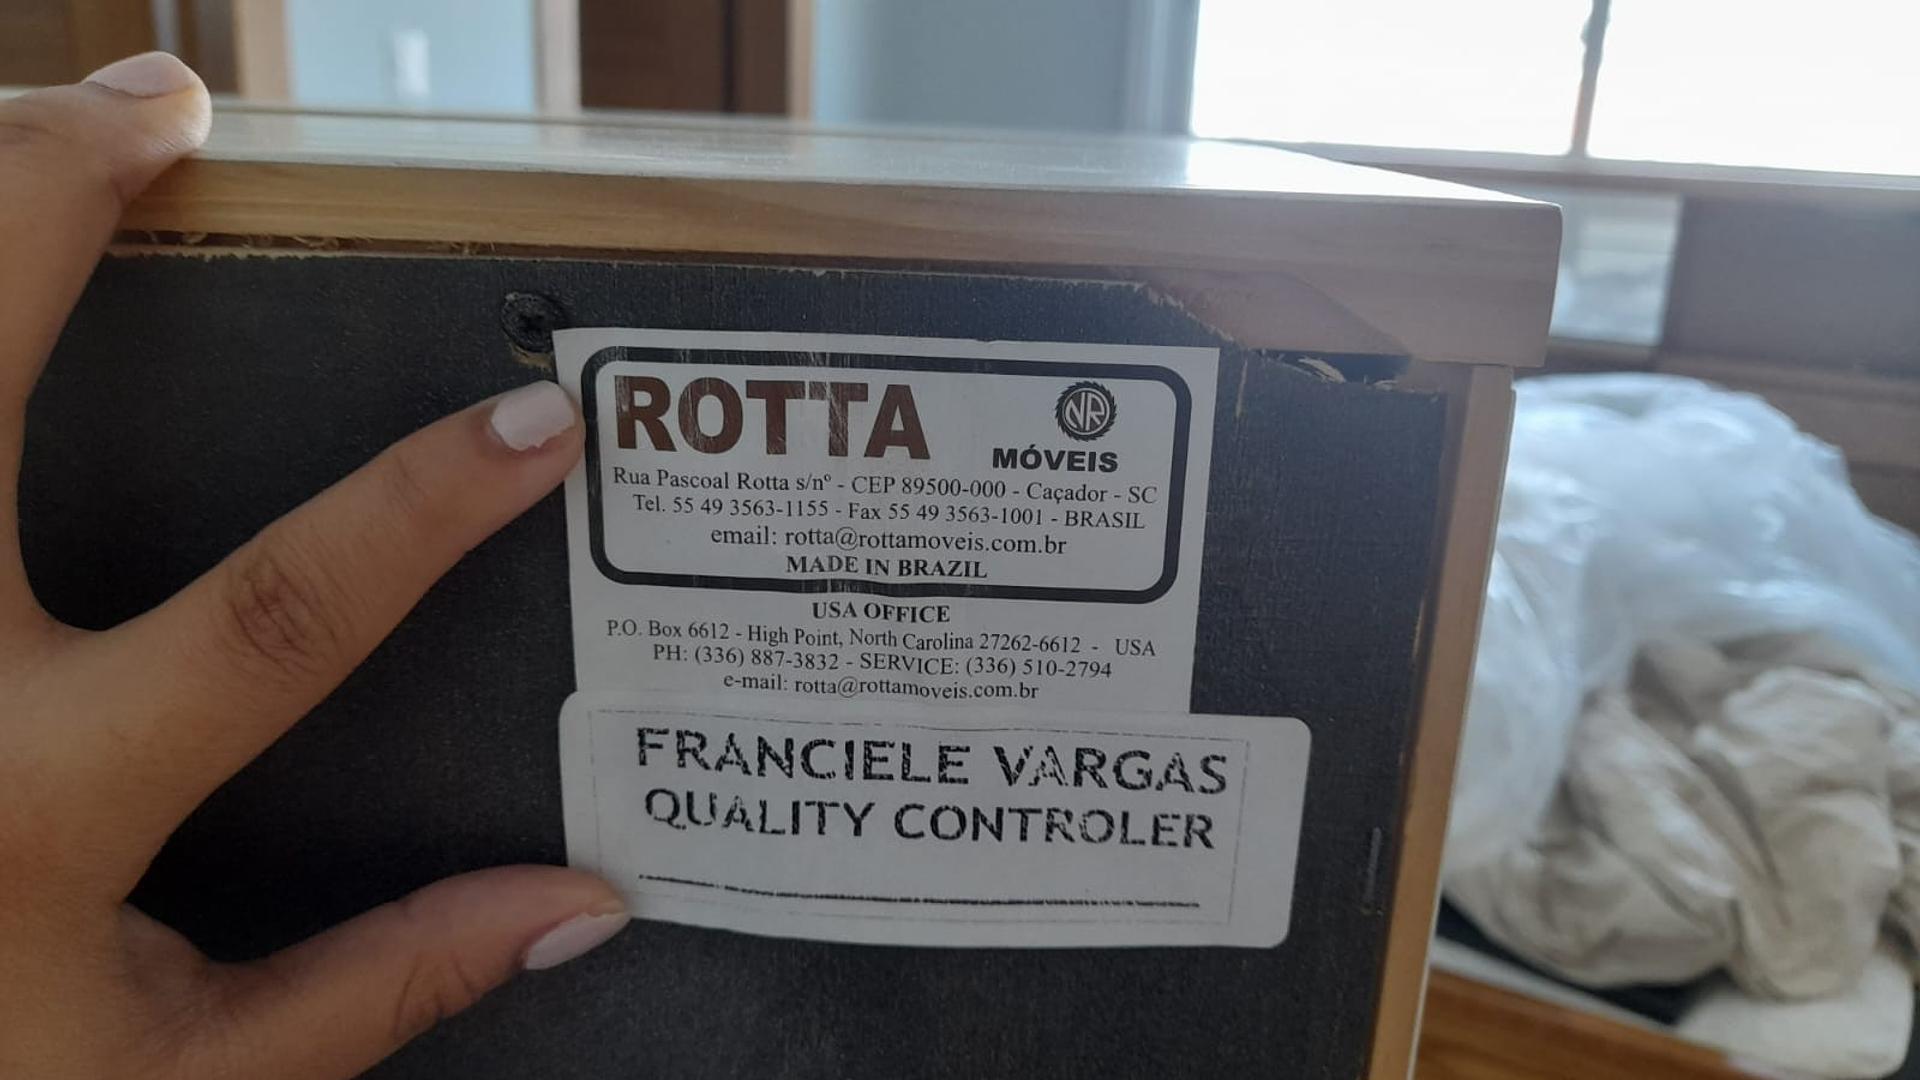 ROTTA
NR
MÓVEIS
Rua Pascoal Rotta s/nº - CEP 89500-000 - Caçador - SC
Tel. 55 49 3563-1155 - Fax 55 49 3563-1001 - BRASIL
email: rotta@rottamoveis.com.br
MADE IN BRAZIL
USA OFFICE
P.O. Box 6612 - High Point, North Carolina 27262-6612 - USA
PH: (336) 887-3832 - SERVICE: (336) 510-2794
e-mail: rotta@rottamoveis.com.br
FRANCIELE VARGAS
QUALITY CONTROLER